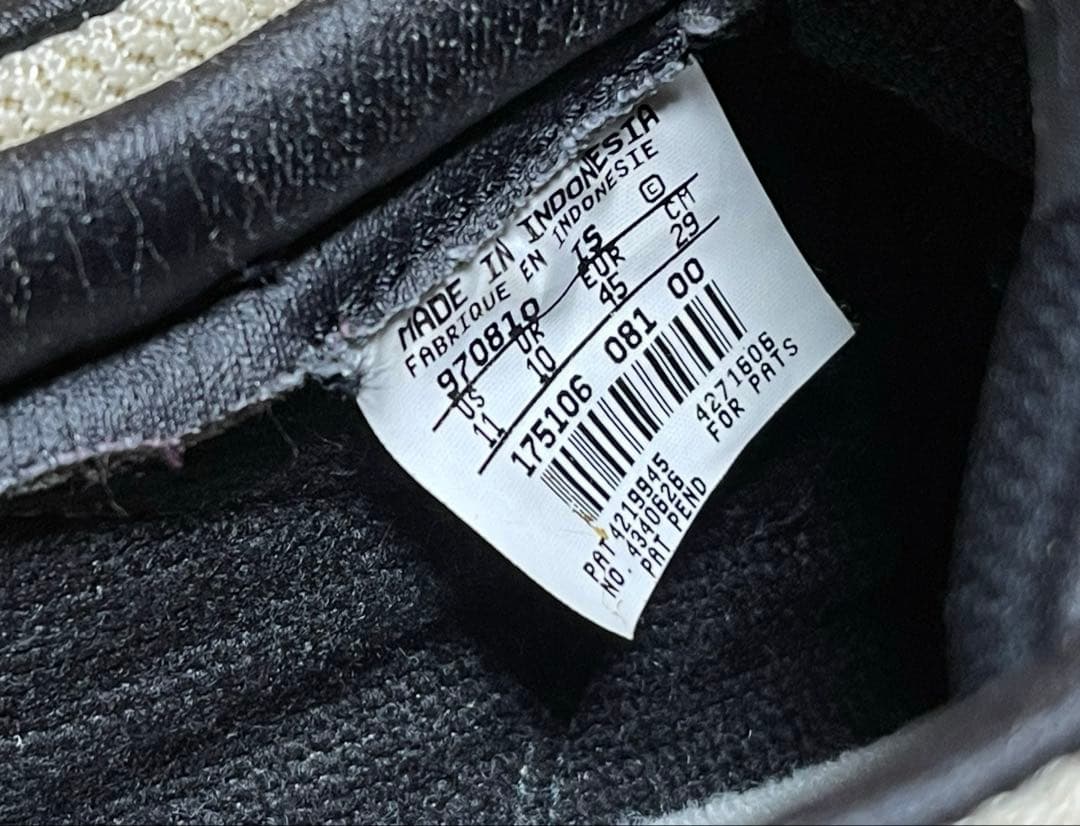 MADE IN INDONESIA
FABRIQUE EN INDONESIE
970810 IS ©
US UK EUR CM
11 10 45 29
175106 081 00
PAT 4219945 4271606
NO. 4340626 FOR PATS
PAT PEND